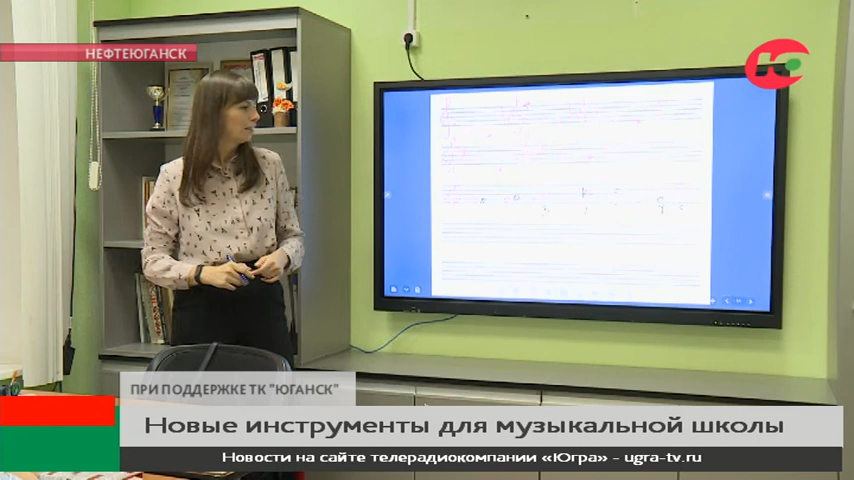 НЕФТЕЮГАНСК
Ю
ПРИ ПОДДЕРЖКЕ ТК "ЮГАНСК"
Новые инструменты для музыкальной школы
Новости на сайте телерадиокомпании «Югра» - ugra-tv.ru